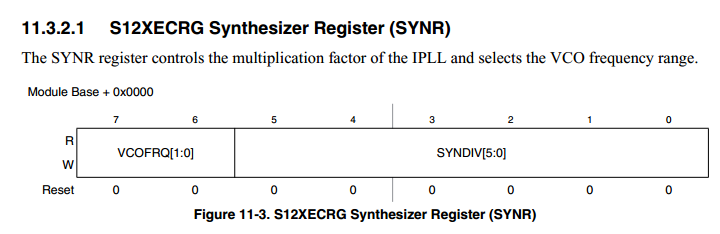 11.3.2.1 S12XECRG Synthesizer Register (SYNR)
The SYNR register controls the multiplication factor of the IPLL and selects the VCO frequency range.
Module Base + 0x0000
7 6 5 4 3 2 1 0
R
VCOFRQ[1:0] SYNDIV[5:0]
W
Reset 0 0 0 0 0 0 0 0
Figure 11-3. S12XECRG Synthesizer Register (SYNR)